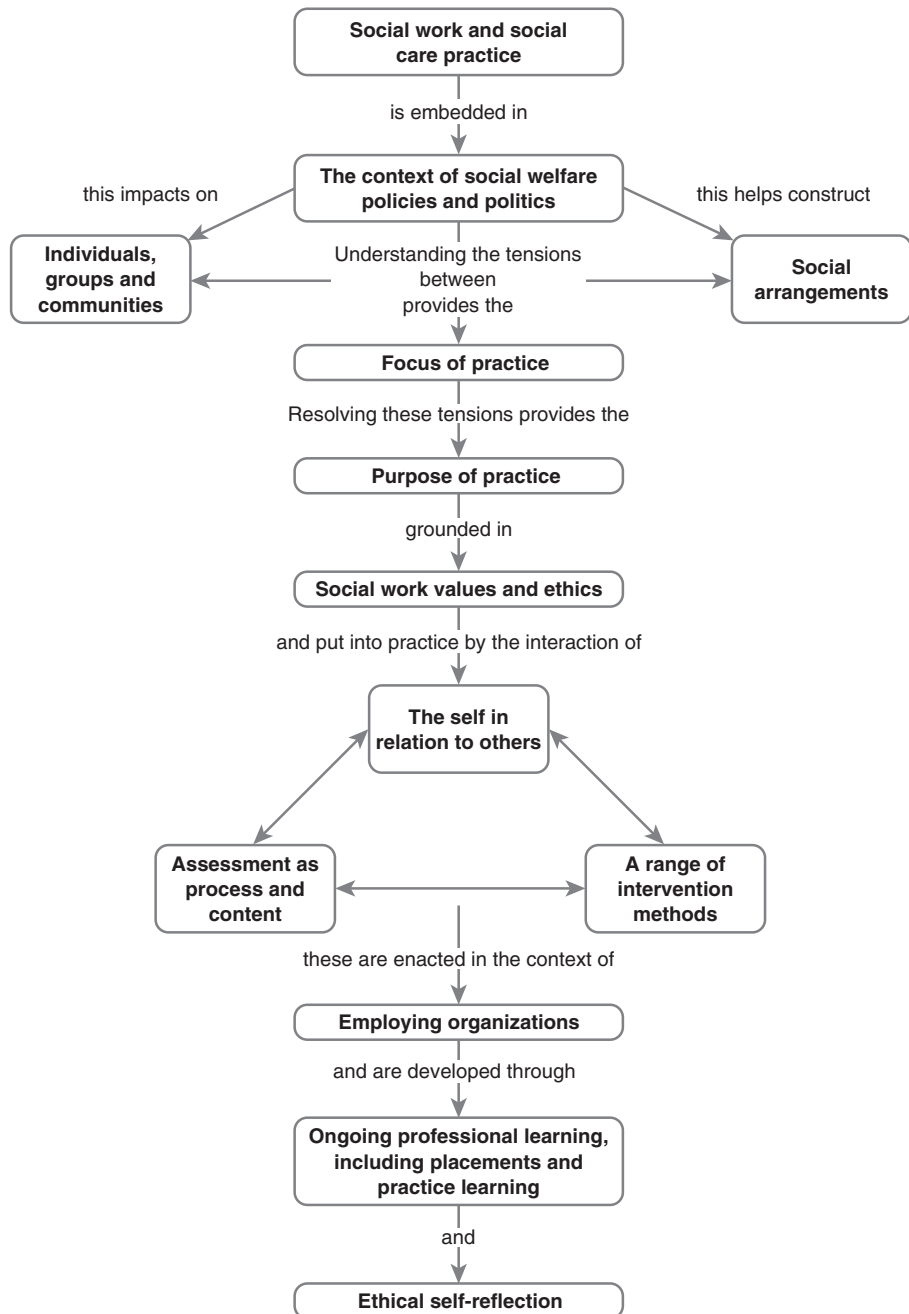 Social work and social
care practice
is embedded in
The context of social welfare
policies and politics
this impacts on
this helps construct
Individuals,
groups and
communities
Understanding the tensions
between
provides the
Social
arrangements
Focus of practice
Resolving these tensions provides the
Purpose of practice
grounded in
Social work values and ethics
and put into practice by the interaction of
The self in
relation to others
Assessment as
process and
content
A range of
intervention
methods
these are enacted in the context of
Employing organizations
and are developed through
Ongoing professional learning,
including placements and
practice learning
and
Ethical self-reflection